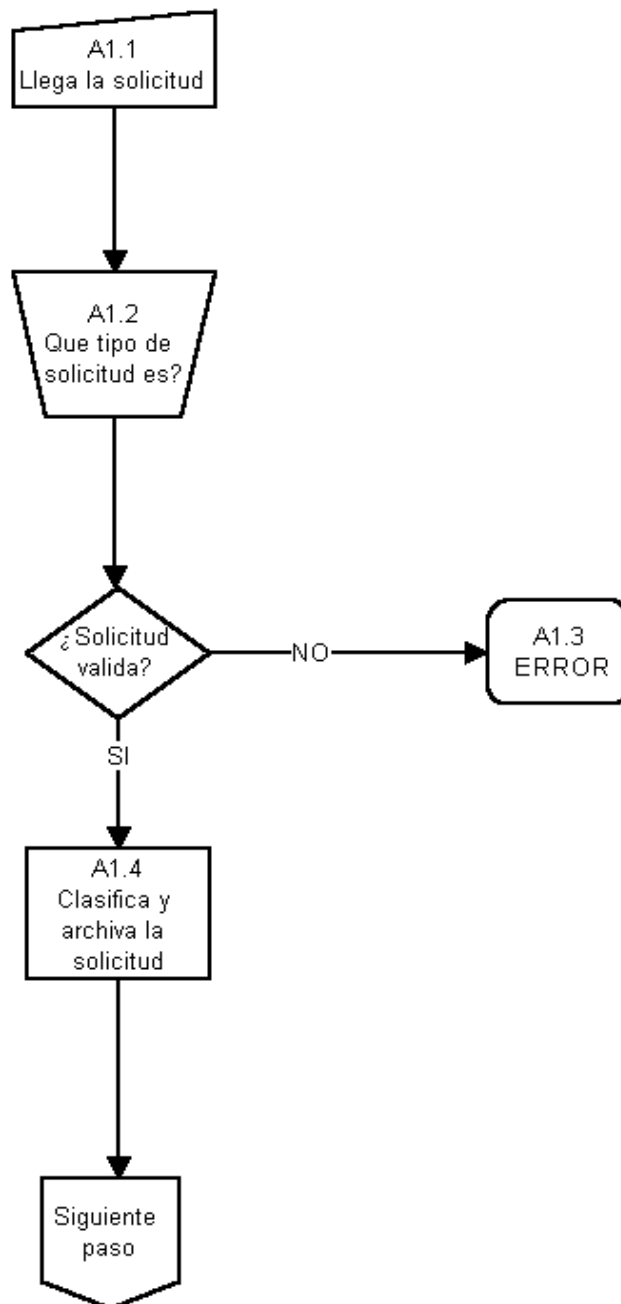 A1.1
Llega la solicitud
A1.2
Que tipo de
solicitud es?
¿Solicitud
valida?
NO
A1.3
ERROR
SI
A1.4
Clasifica y
archiva la
solicitud
Siguiente
paso